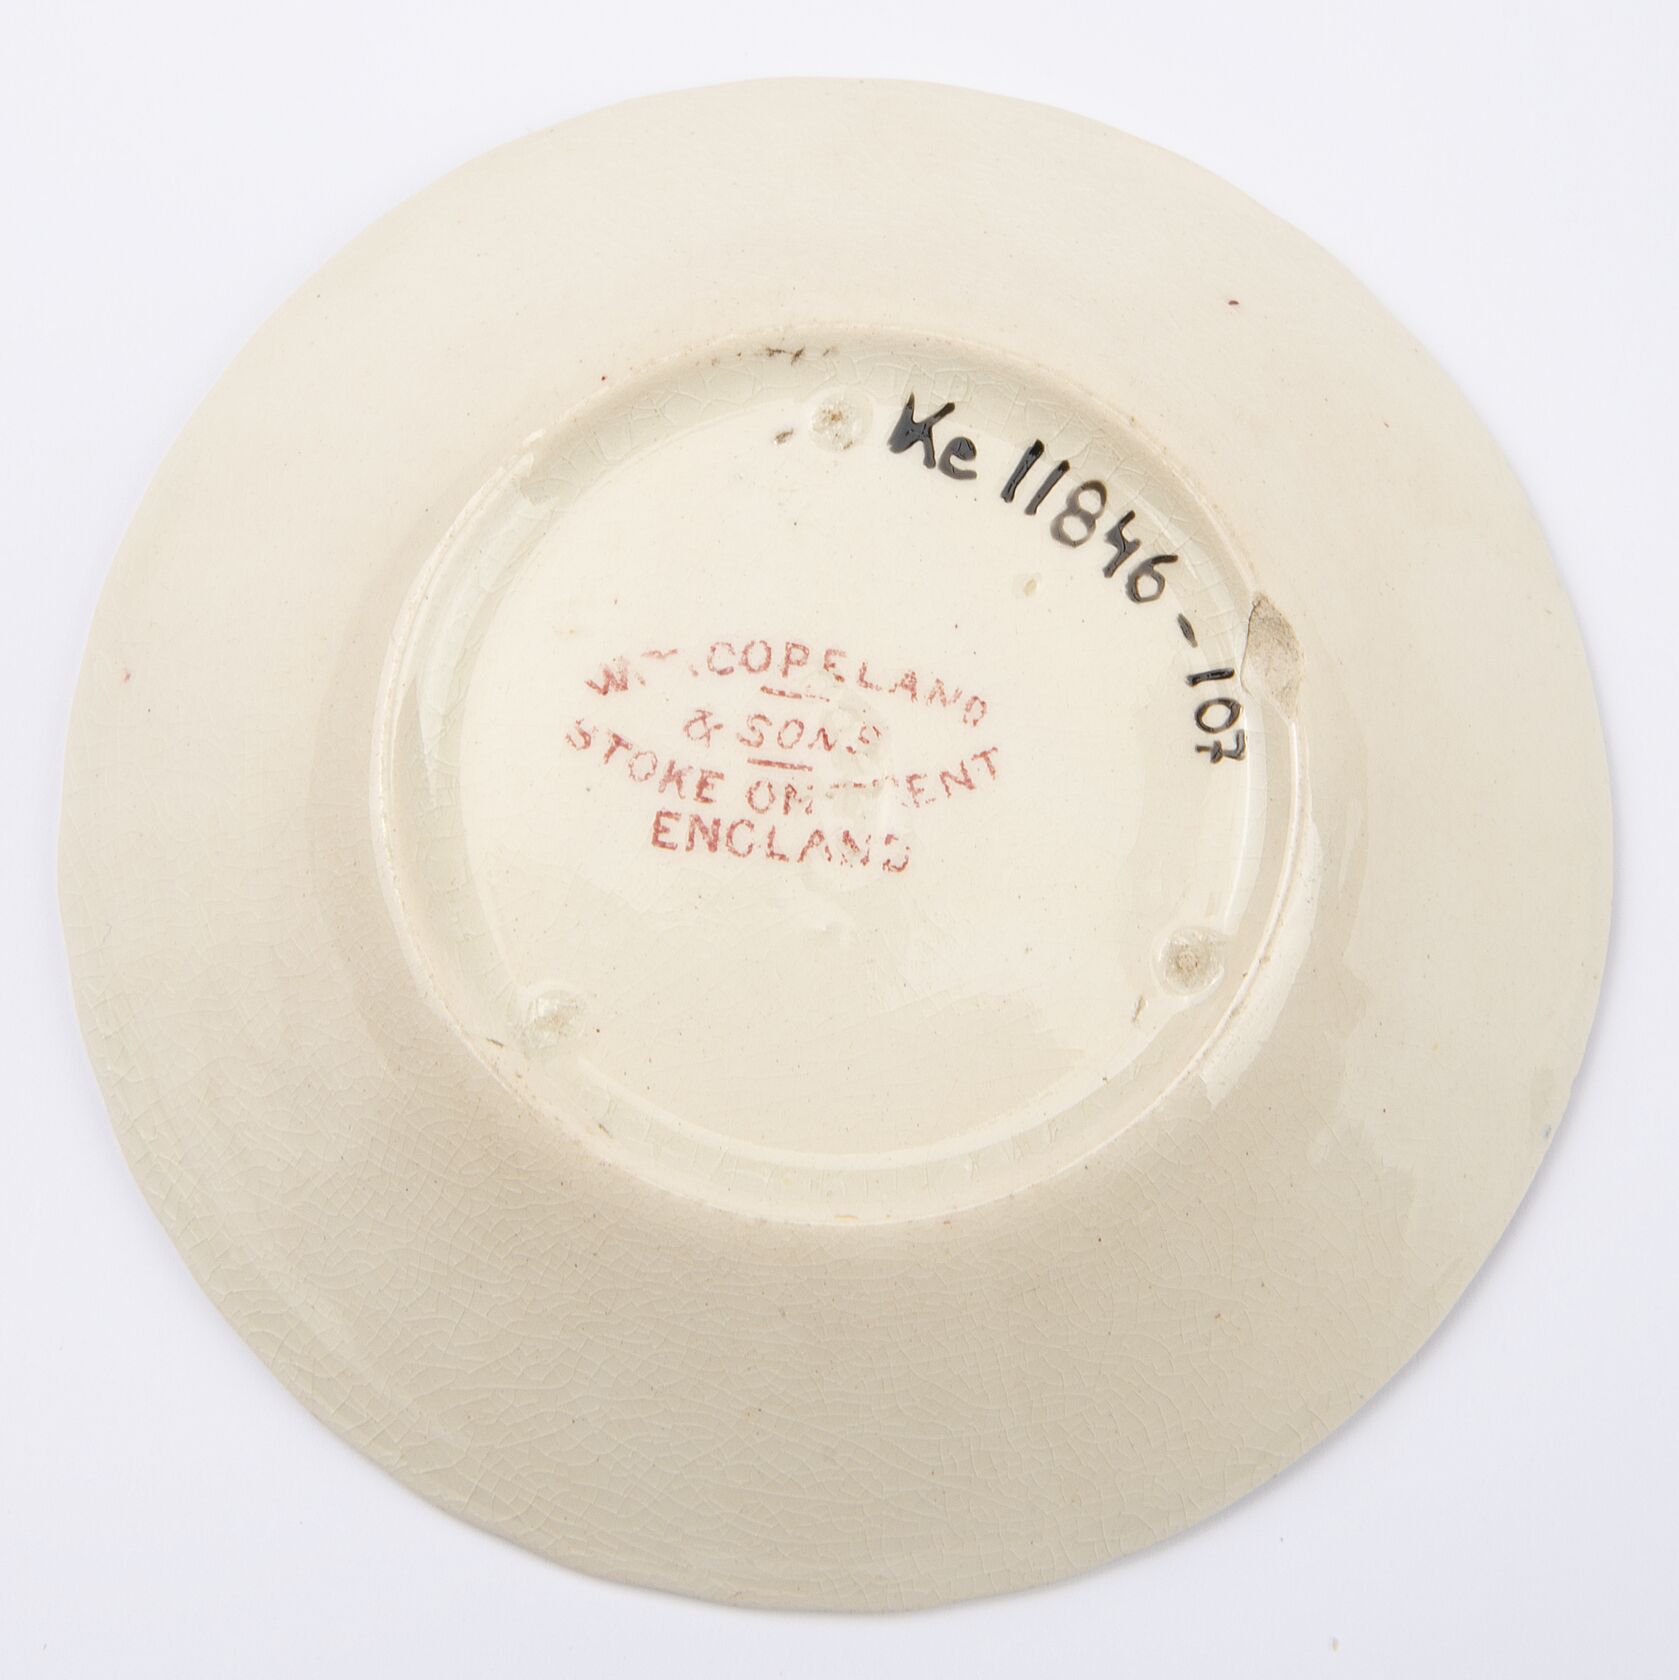 Ke 11846-107
COPELAND
& SONS
STOKE ON TRENT
ENGLAND